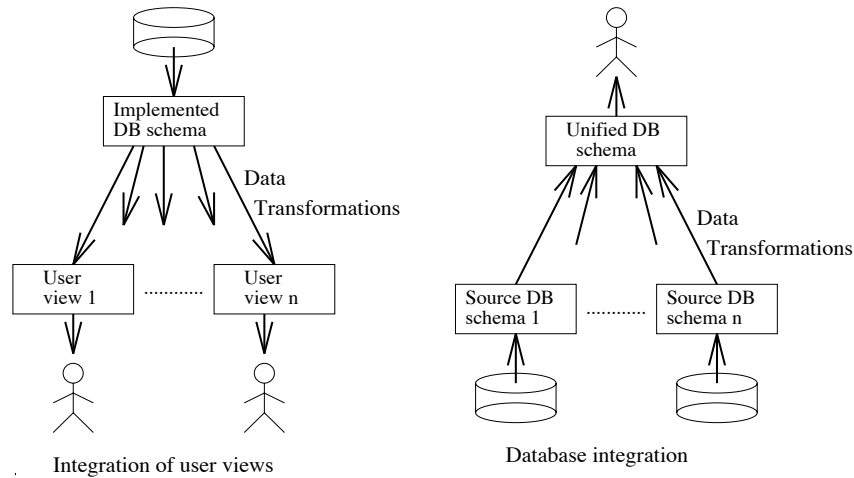 Implemented
DB schema
Data
Transformations
User
view 1
...........
User
view n
Integration of user views
Unified DB
schema
Data
Transformations
Source DB
schema 1
...........
Source DB
schema n
Database integration